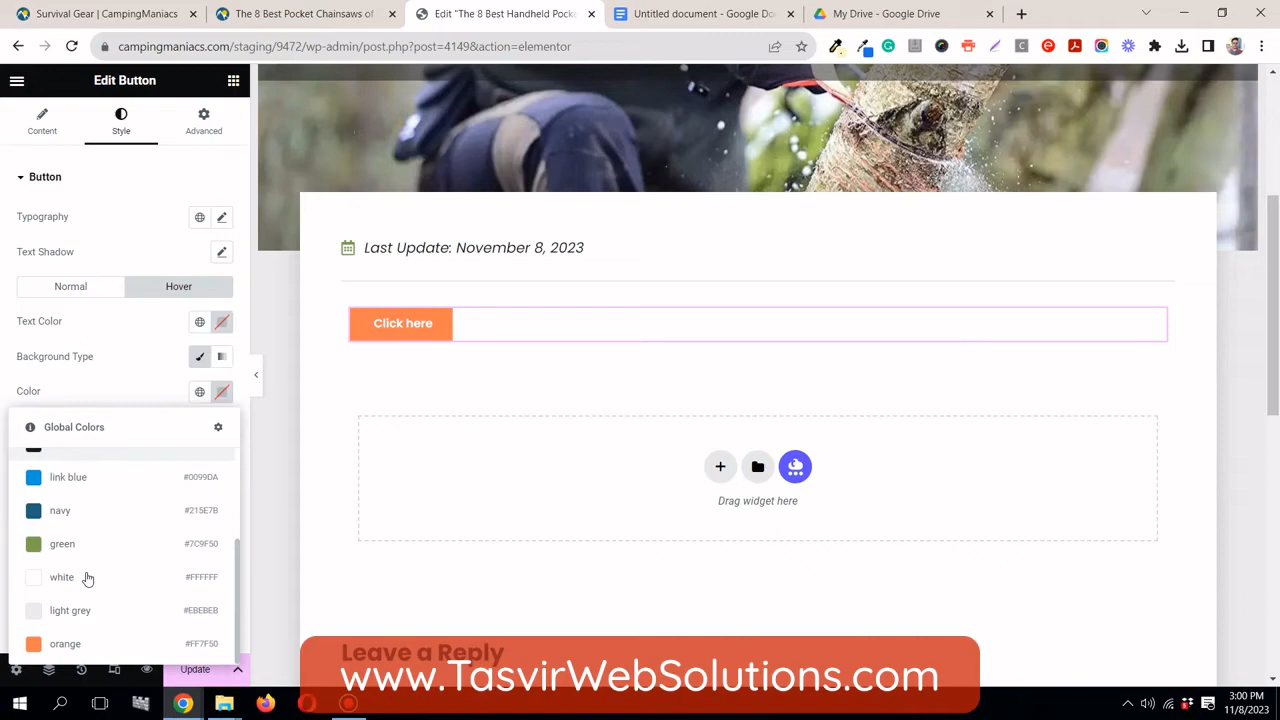 Survival Camping Maniacs
The 8 Best Pocket Chainsaws of
Edit "The 8 Best Handheld Pock
Untitled document - Google Do
My Drive - Google Drive
campingmaniacs.com/staging/9472/wp-admin/post.php?post=4149&action=elementor
Edit Button
Content
Style
Advanced
Button
Typography
Text Shadow
Normal
Hover
Text Color
Background Type
Color
Global Colors
link blue #0099DA
navy #215E7B
green #7C9F50
white #FFFFFF
light grey #EBEBEB
orange #FF7F50
Update
Last Update: November 8, 2023
Click here
Drag widget here
Leave a Reply
www.TasvirWebSolutions.com
3:00 PM
11/8/2023